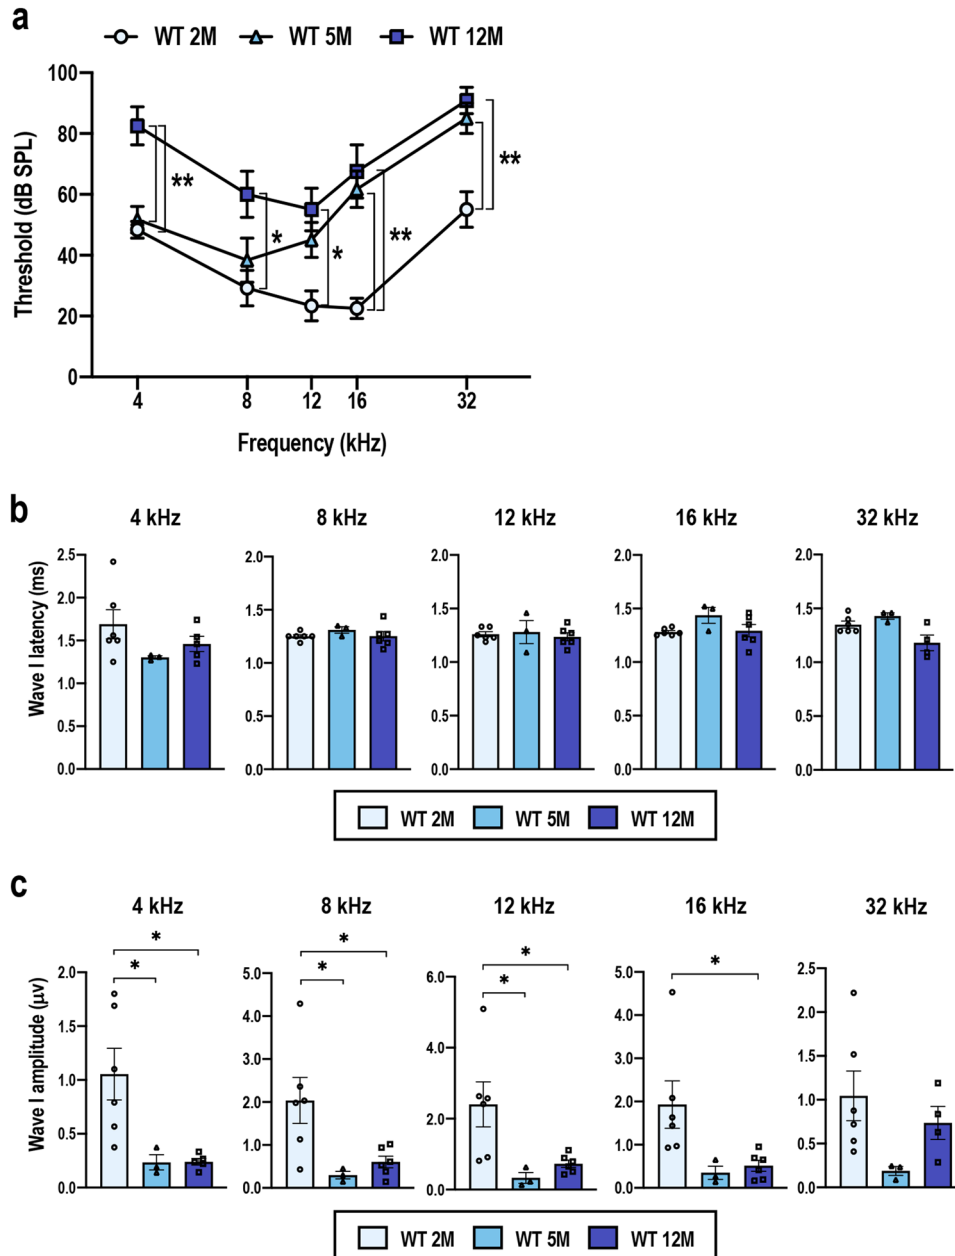 a
WT 2M WT 5M WT 12M
Threshold (dB SPL)
100
80
60
40
20
0
** * * ** **
4 8 12 16 32
Frequency (kHz)
b
4 kHz 8 kHz 12 kHz 16 kHz 32 kHz
Wave I latency (ms)
2.5 2.0 1.5 1.0 0.5 0.0
2.0 1.5 1.0 0.5 0.0
2.0 1.5 1.0 0.5 0.0
2.0 1.5 1.0 0.5 0.0
2.0 1.5 1.0 0.5 0.0
WT 2M WT 5M WT 12M
c
4 kHz 8 kHz 12 kHz 16 kHz 32 kHz
Wave I amplitude (μv)
* *
2.0 1.5 1.0 0.5 0.0
* *
5.0 4.0 3.0 2.0 1.0 0.0
* *
6.0 4.0 2.0 0.0
*
5.0 4.0 3.0 2.0 1.0 0.0
2.5 2.0 1.5 1.0 0.5 0.0
WT 2M WT 5M WT 12M